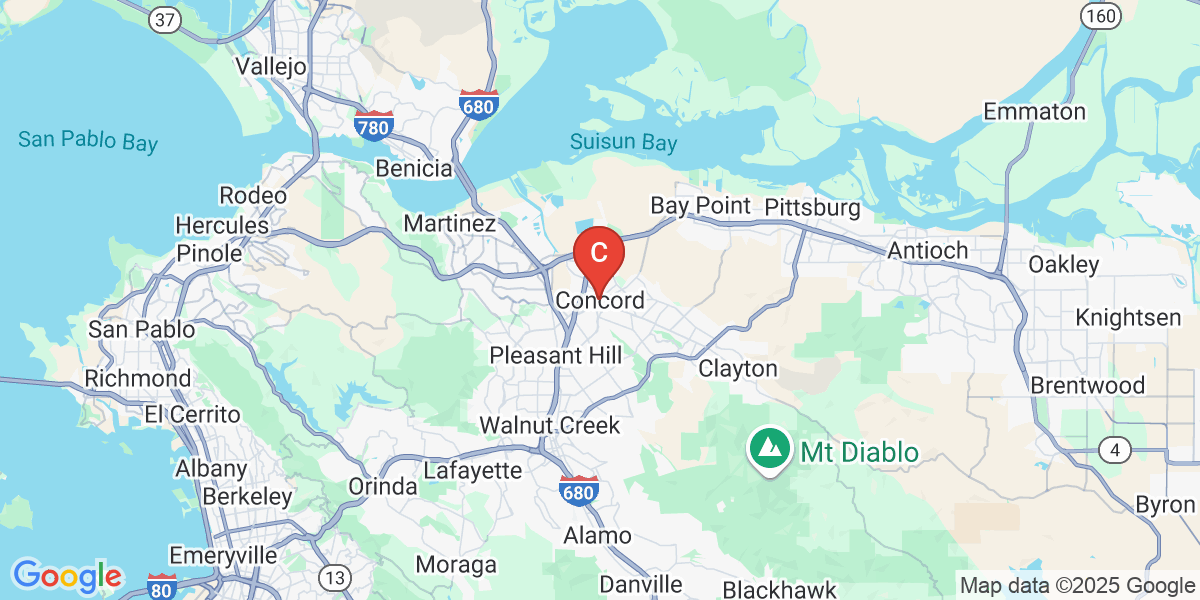 37
160
Vallejo
680
Emmaton
780
San Pablo Bay
Suisun Bay
Benicia
Rodeo
Bay Point
Pittsburg
Hercules
Martinez
Pinole
C
Antioch
Oakley
Concord
Knightsen
San Pablo
Pleasant Hill
Clayton
Richmond
Brentwood
El Cerrito
Walnut Creek
Mt Diablo
4
Albany
Lafayette
Orinda
Berkeley
680
Byron
Alamo
Emeryville
Moraga
Google
13
80
Danville
Blackhawk
Map data ©2025 Google